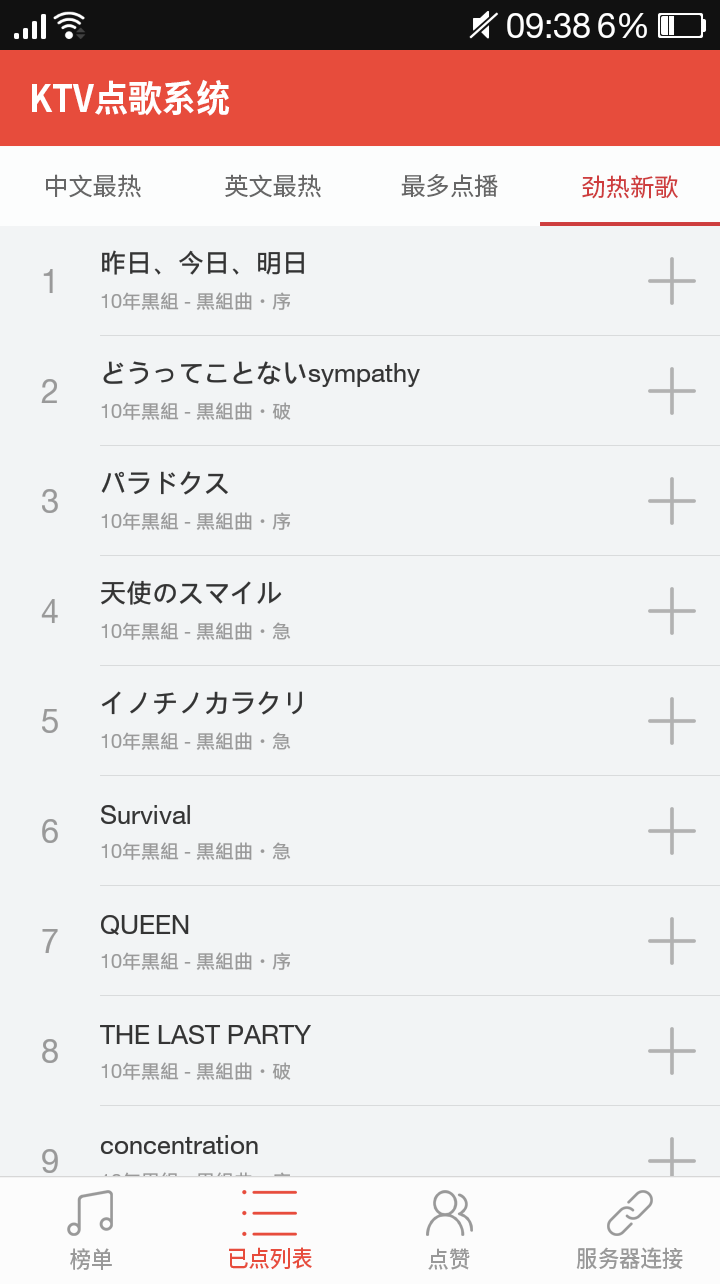 09:38 6%
KTV点歌系统
中文最热 英文最热 最多点播 劲热新歌
1
昨日、今日、明日
10年黒組 - 黒組曲・序
2
どうってことないsympathy
10年黒組 - 黒組曲・破
3
パラドクス
10年黒組 - 黒組曲・序
4
天使のスマイル
10年黒組 - 黒組曲・急
5
イノチノカラクリ
10年黒組 - 黒組曲・急
6
Survival
10年黒組 - 黒組曲・急
7
QUEEN
10年黒組 - 黒組曲・序
8
THE LAST PARTY
10年黒組 - 黒組曲・破
9
concentration
榜单 已点列表 点赞 服务器连接